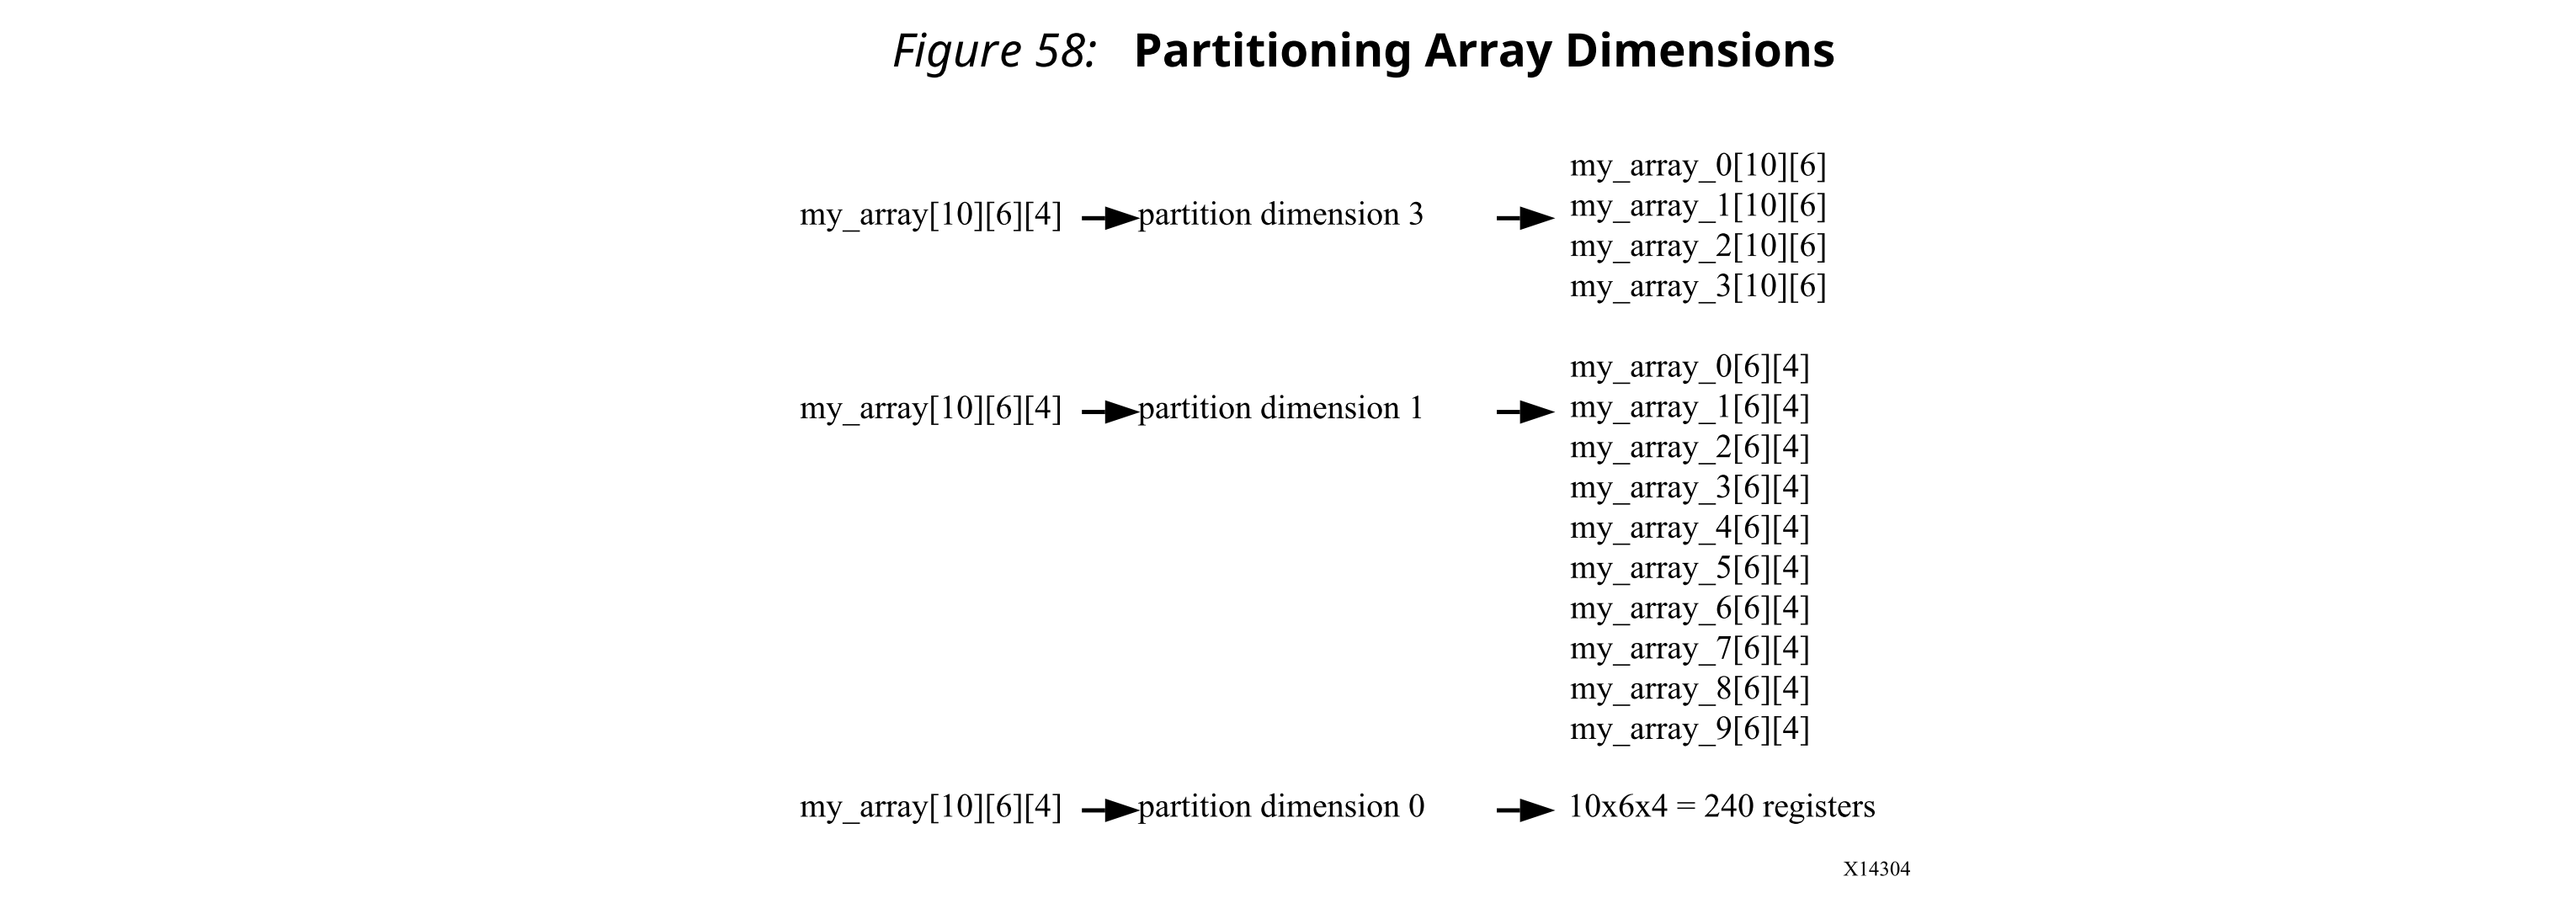 Figure 58: Partitioning Array Dimensions
my_array[10][6][4] partition dimension 3
my_array_0[10][6]
my_array_1[10][6]
my_array_2[10][6]
my_array_3[10][6]
my_array[10][6][4] partition dimension 1
my_array_0[6][4]
my_array_1[6][4]
my_array_2[6][4]
my_array_3[6][4]
my_array_4[6][4]
my_array_5[6][4]
my_array_6[6][4]
my_array_7[6][4]
my_array_8[6][4]
my_array_9[6][4]
my_array[10][6][4] partition dimension 0 10x6x4 = 240 registers
X14304